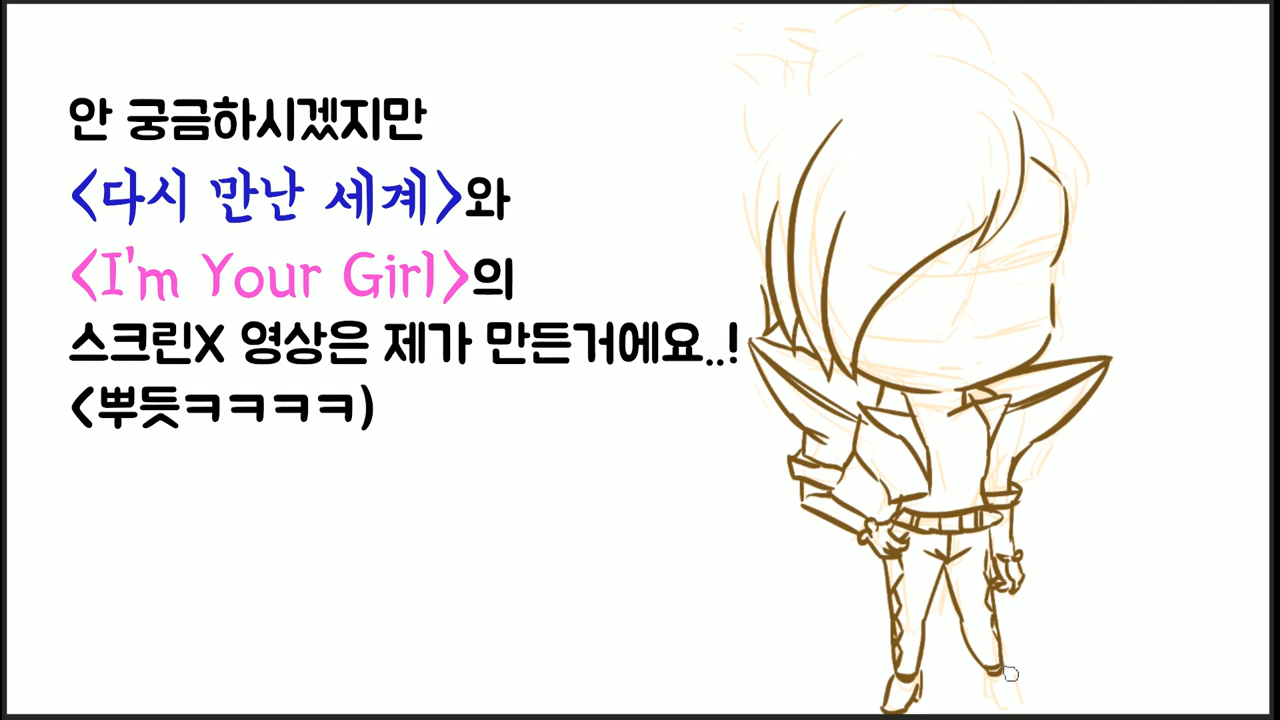 안 궁금하시겠지만
<다시 만난 세계>와
<I'm Your Girl>의
스크린X 영상은 제가 만든거에요..!
<뿌듯ㅋㅋㅋㅋ)